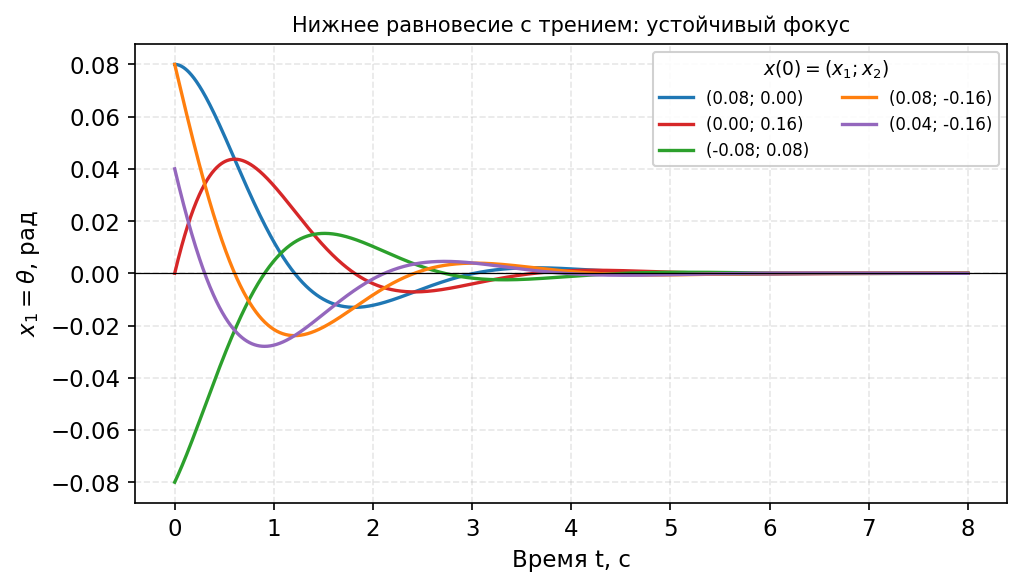 Нижнее равновесие с трением: устойчивый фокус
x(0) = (x₁; x₂)
(0.08; 0.00)
(0.00; 0.16)
(-0.08; 0.08)
(0.08; -0.16)
(0.04; -0.16)
x₁ = θ, рад
0.08
0.06
0.04
0.02
0.00
−0.02
−0.04
−0.06
−0.08
0 1 2 3 4 5 6 7 8
Время t, с